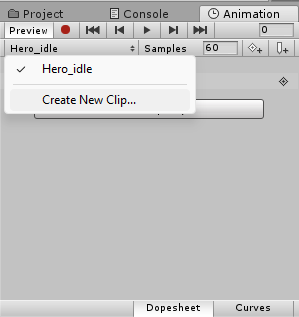 Project
Console
Animation
Preview
0
Hero_idle
Samples
60
Hero_idle
Create New Clip...
Dopesheet
Curves